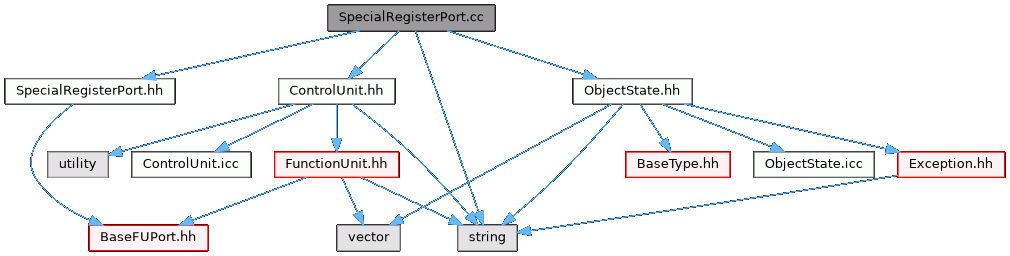 SpecialRegisterPort.cc
SpecialRegisterPort.hh
ControlUnit.hh
ObjectState.hh
utility
ControlUnit.icc
FunctionUnit.hh
BaseType.hh
ObjectState.icc
Exception.hh
BaseFUPort.hh
vector
string